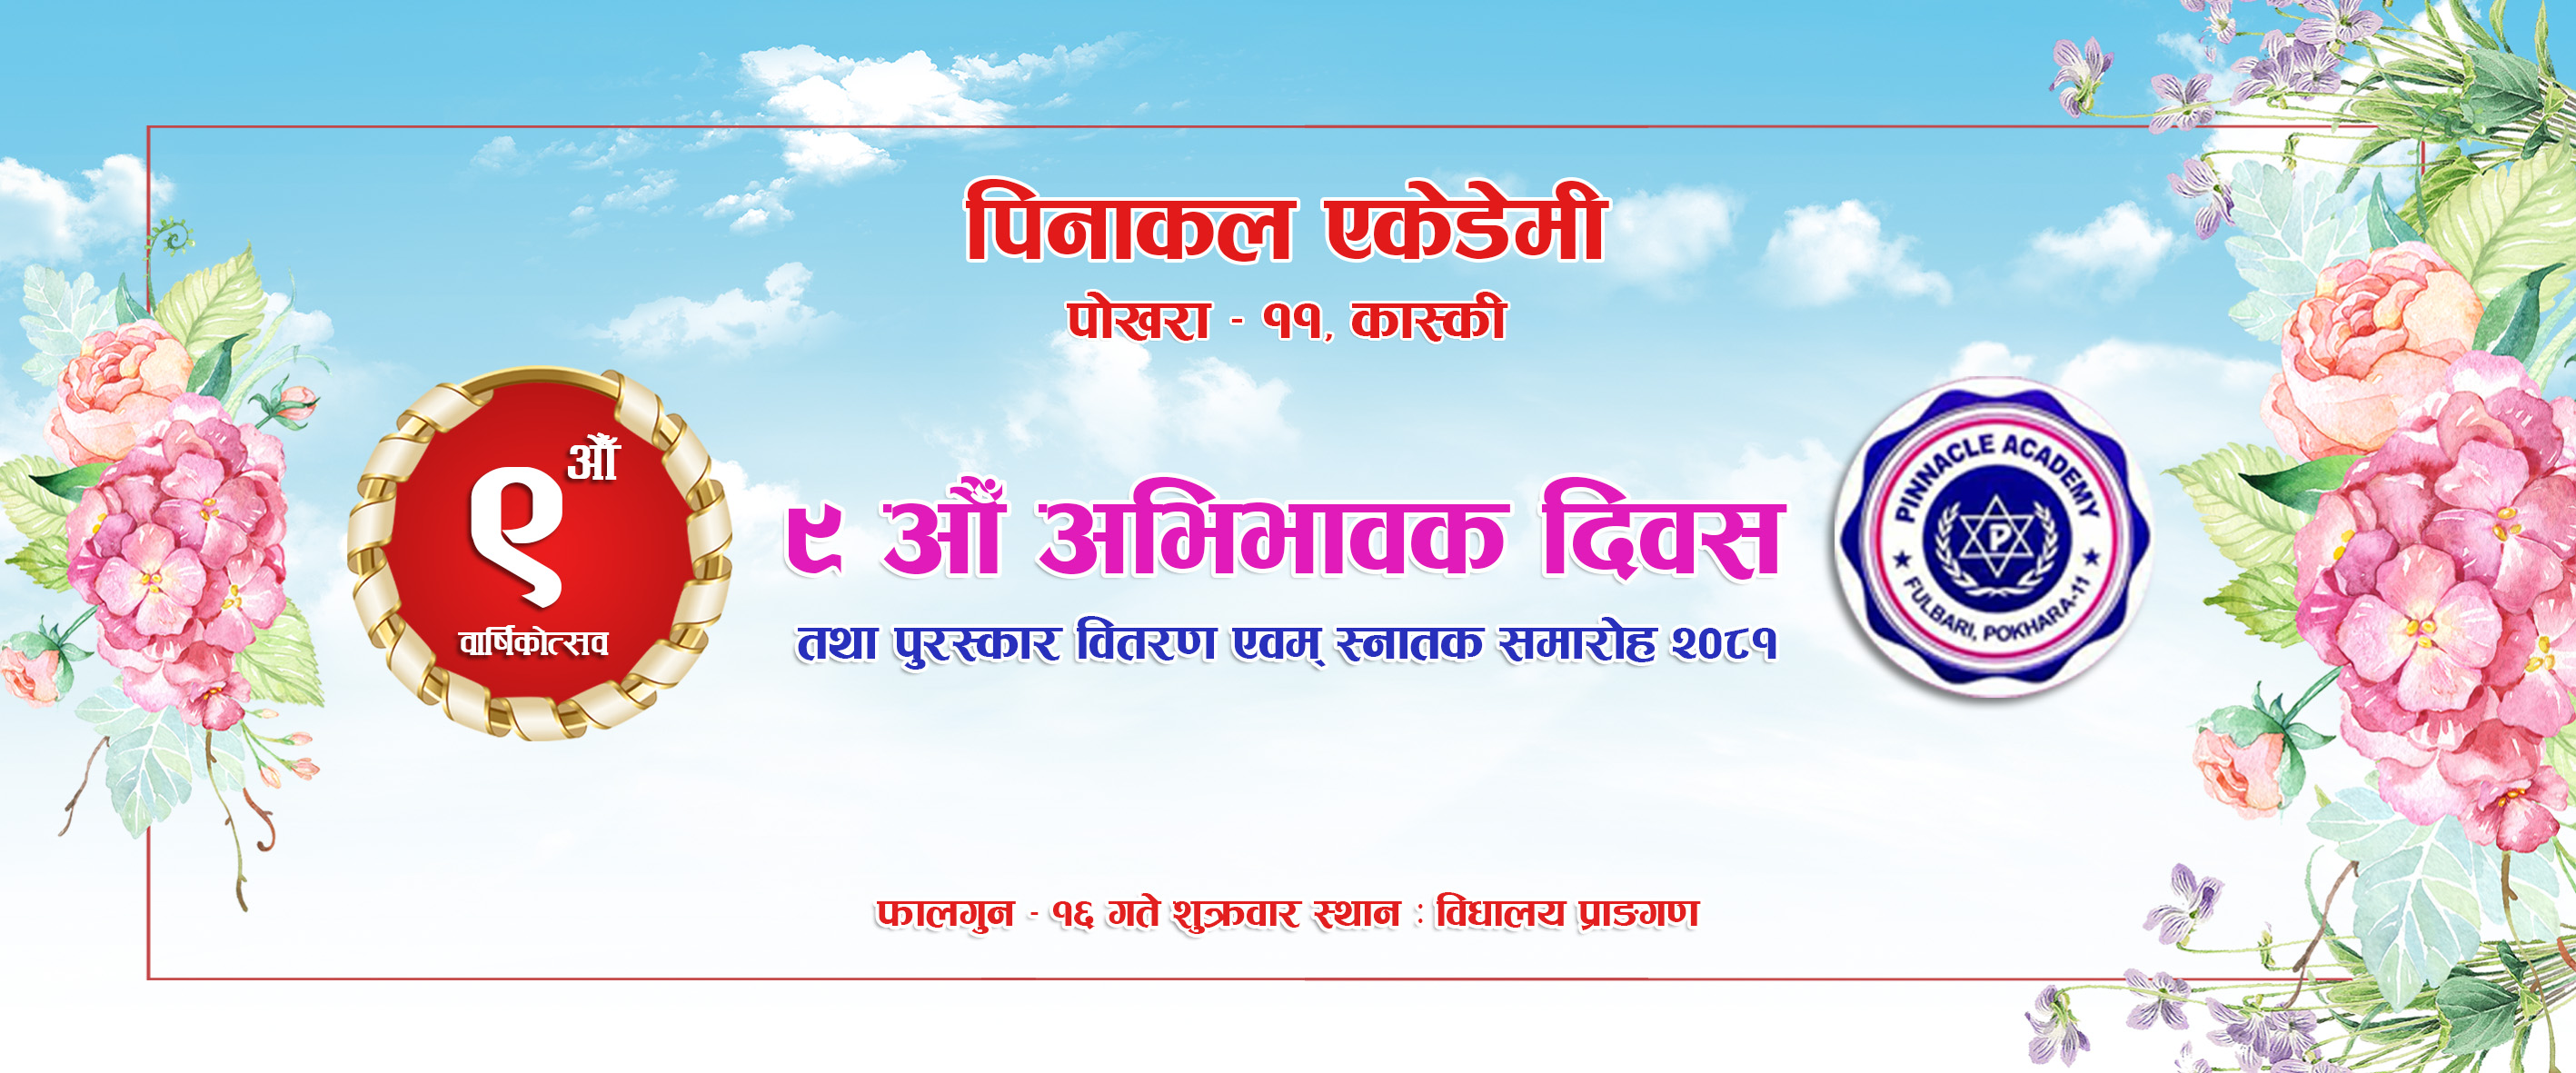 पिनाकल एकेडेमी
पोखरा - ११, कास्की
९ औं
वार्षिकोत्सव
९ औं अभिभावक दिवस
तथा पुरस्कार वितरण एवम् स्नातक समारोह २०८१
PINNACLE ACADEMY
P
FULBARI, POKHARA-11
फालगुन - १६ गते शुक्रवार स्थान : विधालय प्राङगण